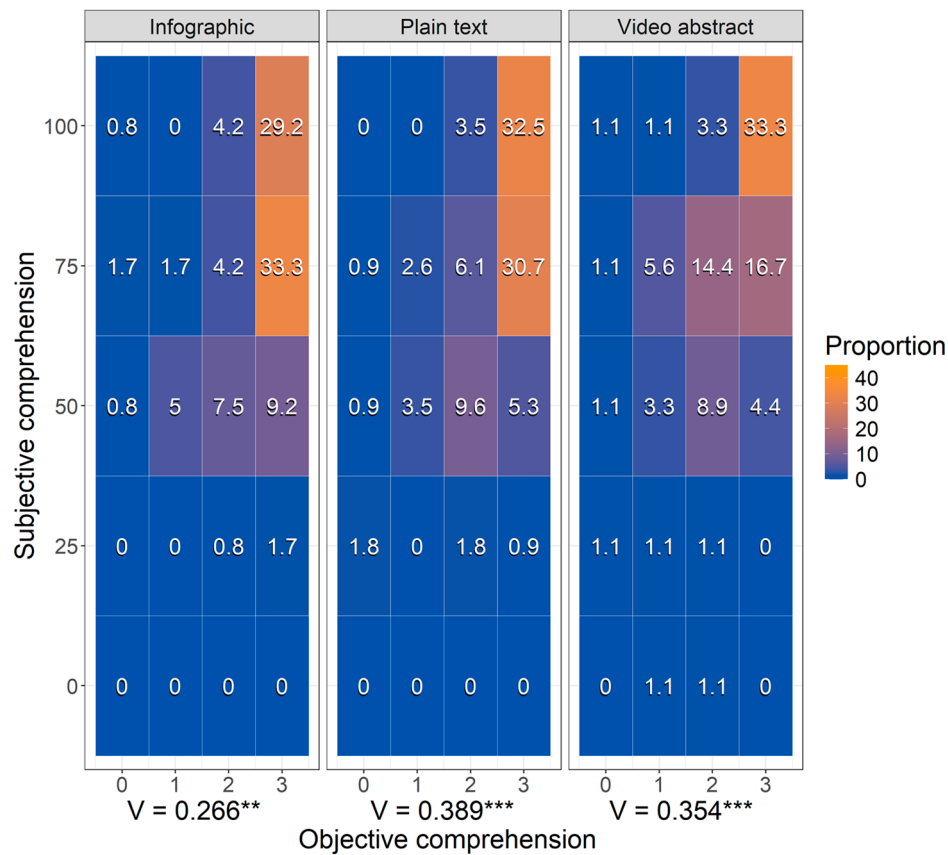 Infographic Plain text Video abstract
100 0.8 0 4.2 29.2 0 0 3.5 32.5 1.1 1.1 3.3 33.3
75 1.7 1.7 4.2 33.3 0.9 2.6 6.1 30.7 1.1 5.6 14.4 16.7
50 0.8 5 7.5 9.2 0.9 3.5 9.6 5.3 1.1 3.3 8.9 4.4
25 0 0 0.8 1.7 1.8 0 1.8 0.9 1.1 1.1 1.1 0
0 0 0 0 0 0 0 0 0 0 1.1 1.1 0
Subjective comprehension
0 1 2 3 0 1 2 3 0 1 2 3
V = 0.266** V = 0.389*** V = 0.354***
Objective comprehension
Proportion
40
30
20
10
0